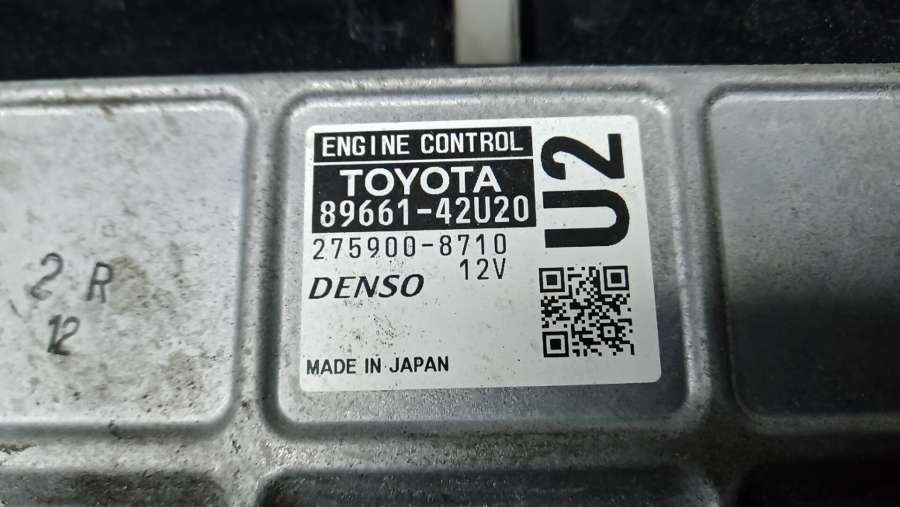 ENGINE CONTROL
TOYOTA
89661-42U20
275900-8710
12V
DENSO
MADE IN JAPAN
U2
2 R
12